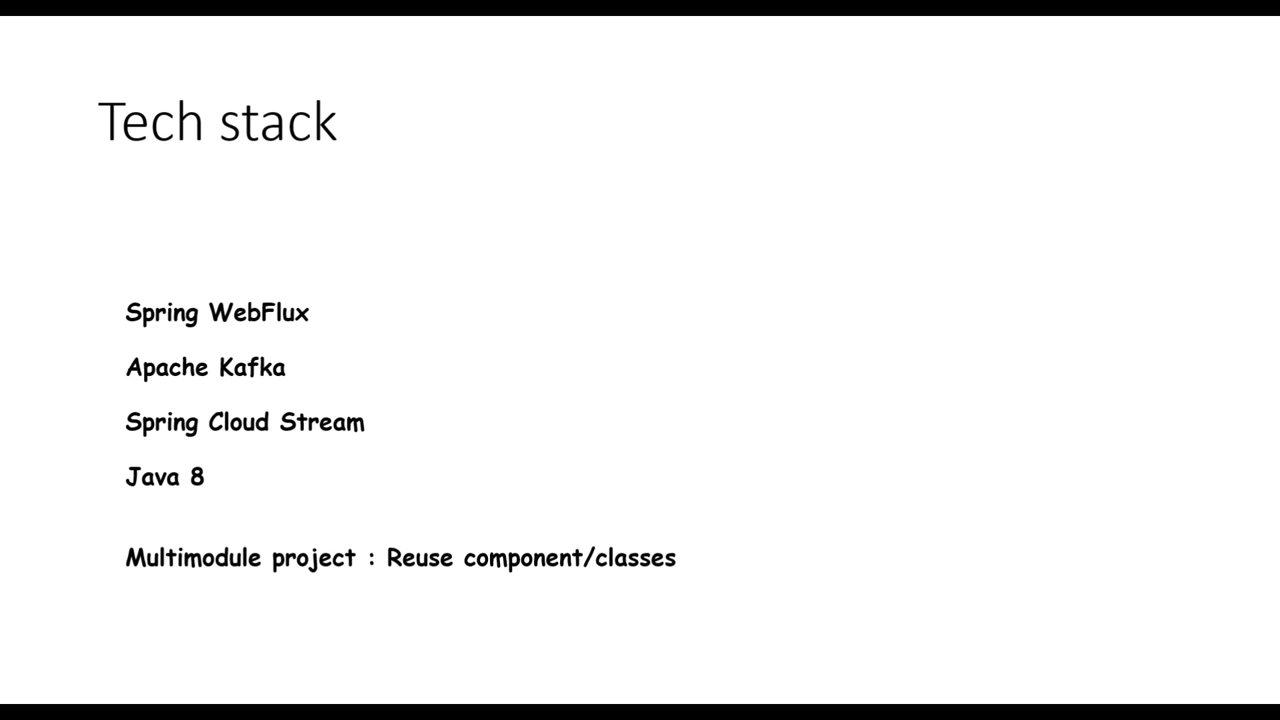 Tech stack
Spring WebFlux
Apache Kafka
Spring Cloud Stream
Java 8
Multimodule project : Reuse component/classes